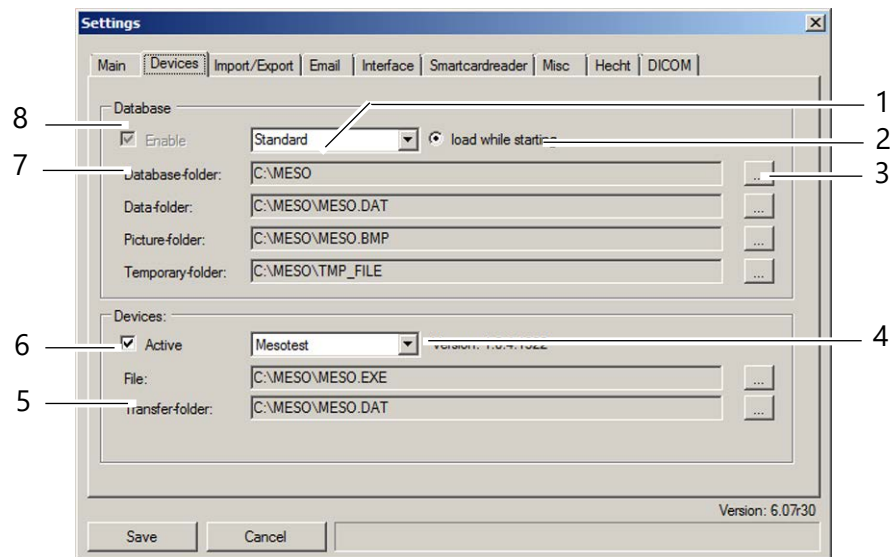 Settings
Main Devices Import/Export Email Interface Smartcardreader Misc Hecht DICOM
Database
1
8
Enable Standard load while starting
2
7
Database-folder: C:\MESO ...
3
Data-folder: C:\MESO\MESO.DAT ...
Picture-folder: C:\MESO\MESO.BMP ...
Temporary-folder: C:\MESO\TMP_FILE ...
Devices:
6
Active Mesotest
4
File: C:\MESO\MESO.EXE ...
5
Transfer-folder: C:\MESO\MESO.DAT ...
Version: 6.07r30
Save Cancel